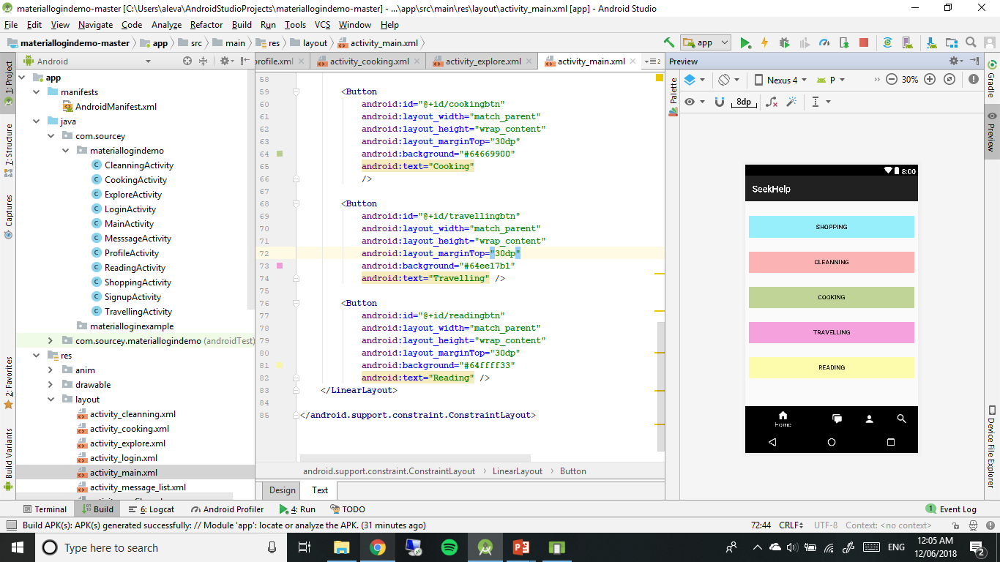 materiallogindemo-master [C:\Users\aleva\AndroidStudioProjects\materiallogindemo-master] - ...\app\src\main\res\layout\activity_main.xml [app] - Android Studio
File Edit View Navigate Code Analyze Refactor Build Run Tools VCS Window Help
materiallogindemo-master app src main res layout activity_main.xml app
Android
profile.xml activity_cooking.xml activity_explore.xml activity_main.xml 2
Preview
1: Project
7: Structure
Captures
2: Favorites
Build Variants
app
manifests
AndroidManifest.xml
java
com.sourcey
materiallogindemo
CleanningActivity
CookingActivity
ExploreActivity
LoginActivity
MainActivity
MesssageActivity
ProfileActivity
ReadingActivity
ShoppingActivity
SignupActivity
TravellingActivity
materialloginexample
com.sourcey.materiallogindemo (androidTest)
res
anim
drawable
layout
activity_cleanning.xml
activity_cooking.xml
activity_explore.xml
activity_login.xml
activity_main.xml
activity_message_list.xml
58
59 <Button
60 android:id="@+id/cookingbtn"
61 android:layout_width="match_parent"
62 android:layout_height="wrap_content"
63 android:layout_marginTop="30dp"
64 android:background="#64669900"
65 android:text="Cooking"
66 />
67
68 <Button
69 android:id="@+id/travellingbtn"
70 android:layout_width="match_parent"
71 android:layout_height="wrap_content"
72 android:layout_marginTop="30dp"
73 android:background="#64ee17b1"
74 android:text="Travelling" />
75
76 <Button
77 android:id="@+id/readingbtn"
78 android:layout_width="match_parent"
79 android:layout_height="wrap_content"
80 android:layout_marginTop="30dp"
81 android:background="#64ffff33"
82 android:text="Reading" />
83 </LinearLayout>
84
85 </android.support.constraint.ConstraintLayout>
android.support.constraint.ConstraintLayout LinearLayout Button
Design Text
Palette
Nexus 4 P 30%
8dp
8:00
SeekHelp
SHOPPING
CLEANNING
COOKING
TRAVELLING
READING
Home
Gradle
Preview
Device File Explorer
Terminal Build 6: Logcat Android Profiler 4: Run TODO 1 Event Log
Build APK(s): APK(s) generated successfully: // Module 'app': locate or analyze the APK. (31 minutes ago) 72:44 CRLF UTF-8 Context: <no context>
Type here to search
ENG
12:05 AM
12/06/2018
2